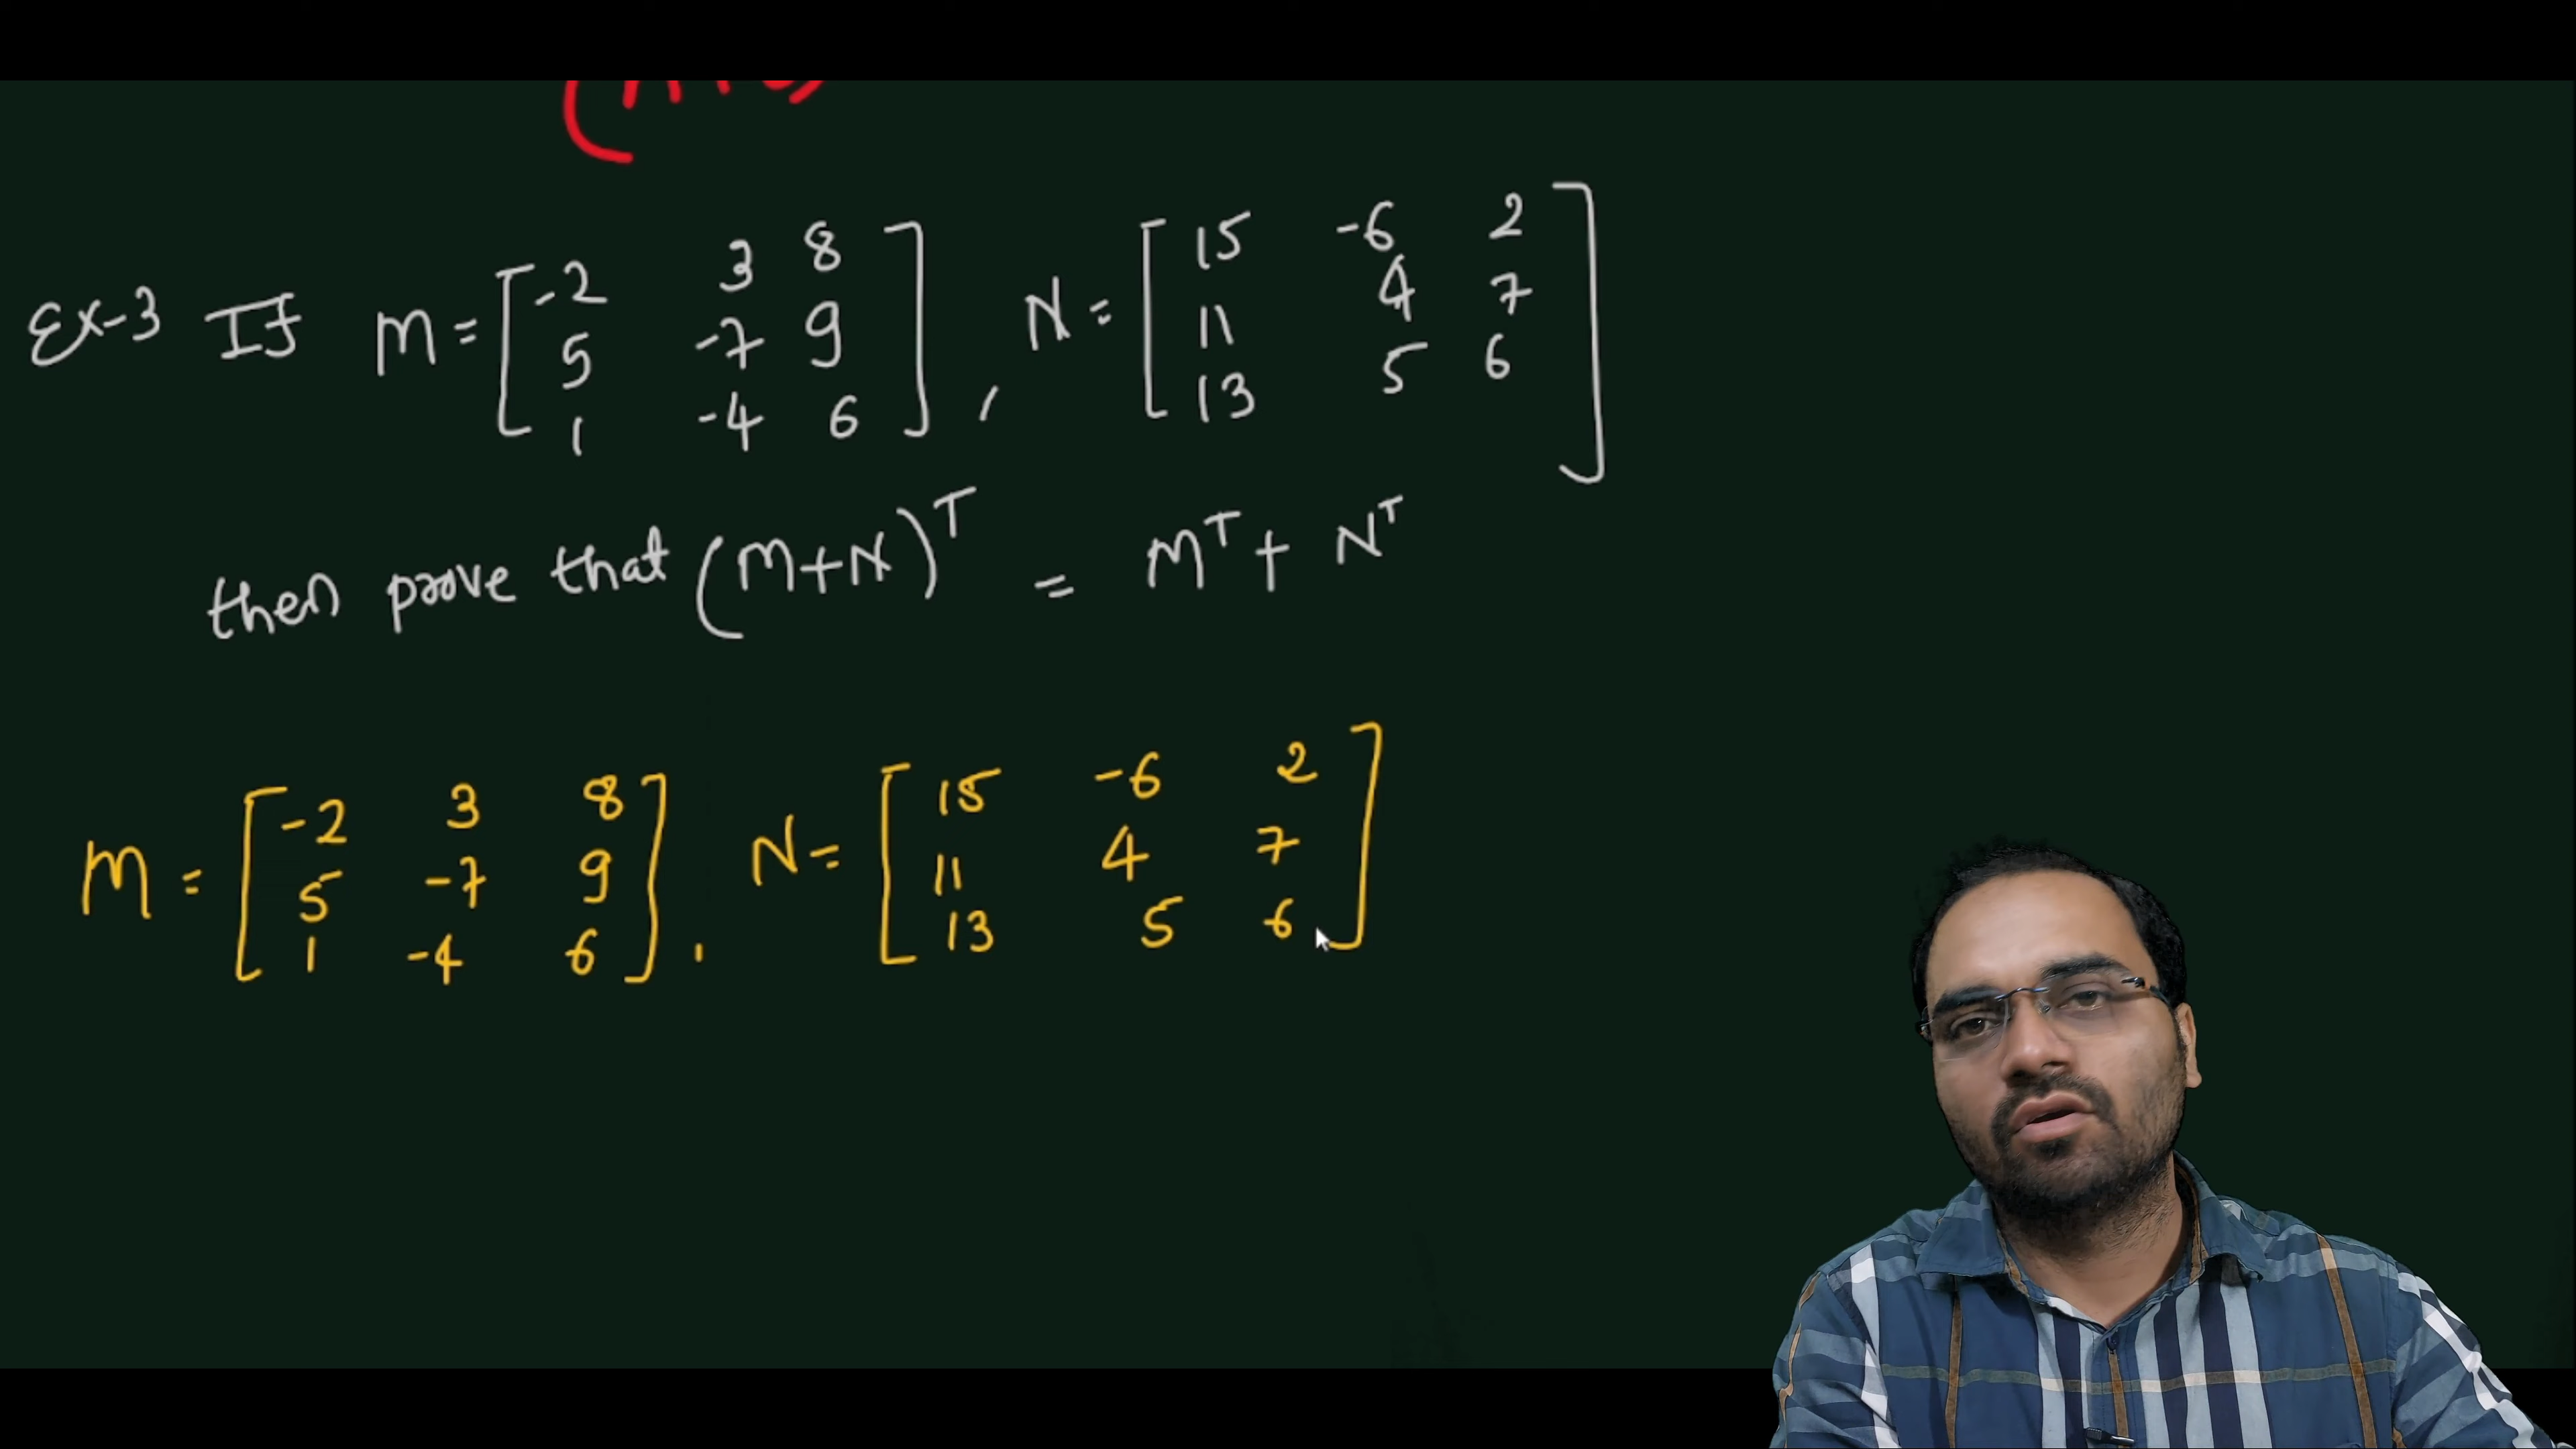 Ex-3 If M = [ -2 3 8 ] , N = [ 15 -6 2 ]
5 -7 9 11 4 7
1 -4 6 13 5 6
then prove that (M+N)^T = M^T + N^T
M = [ -2 3 8 ] , N = [ 15 -6 2 ]
5 -7 9 11 4 7
1 -4 6 13 5 6